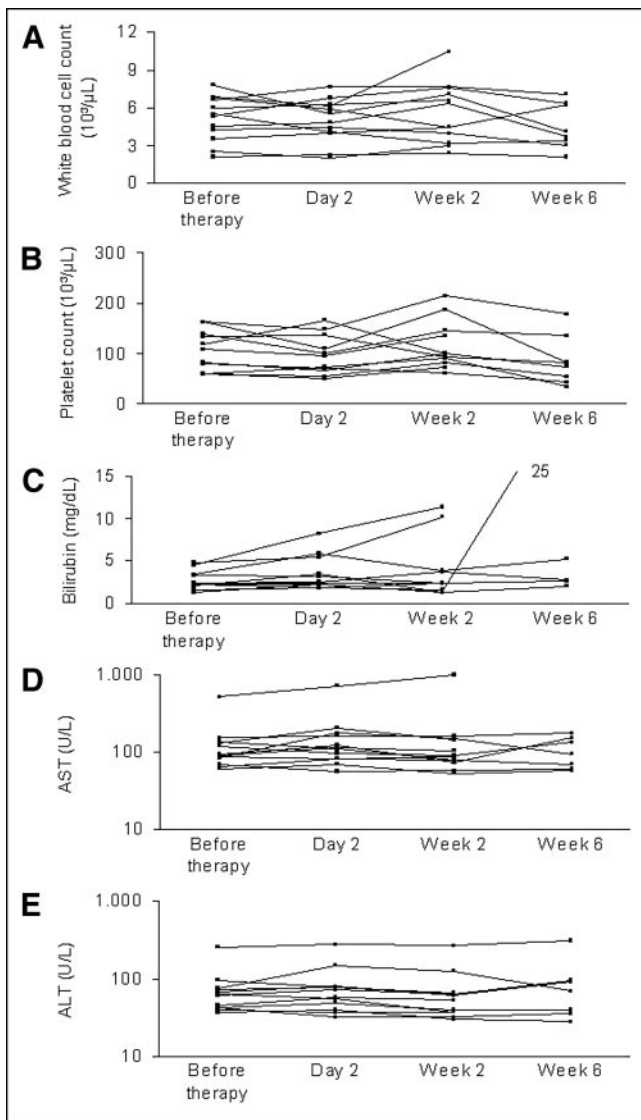 A
White blood cell count
(10³/µL)
12
9
6
3
0
Before
therapy
Day 2
Week 2
Week 6
B
Platelet count (10³/µL)
300
200
100
0
Before
therapy
Day 2
Week 2
Week 6
C
Bilirubin (mg/dL)
15
10
5
0
25
Before
therapy
Day 2
Week 2
Week 6
D
AST (U/L)
1.000
100
10
Before
therapy
Day 2
Week 2
Week 6
E
ALT (U/L)
1.000
100
10
Before
therapy
Day 2
Week 2
Week 6